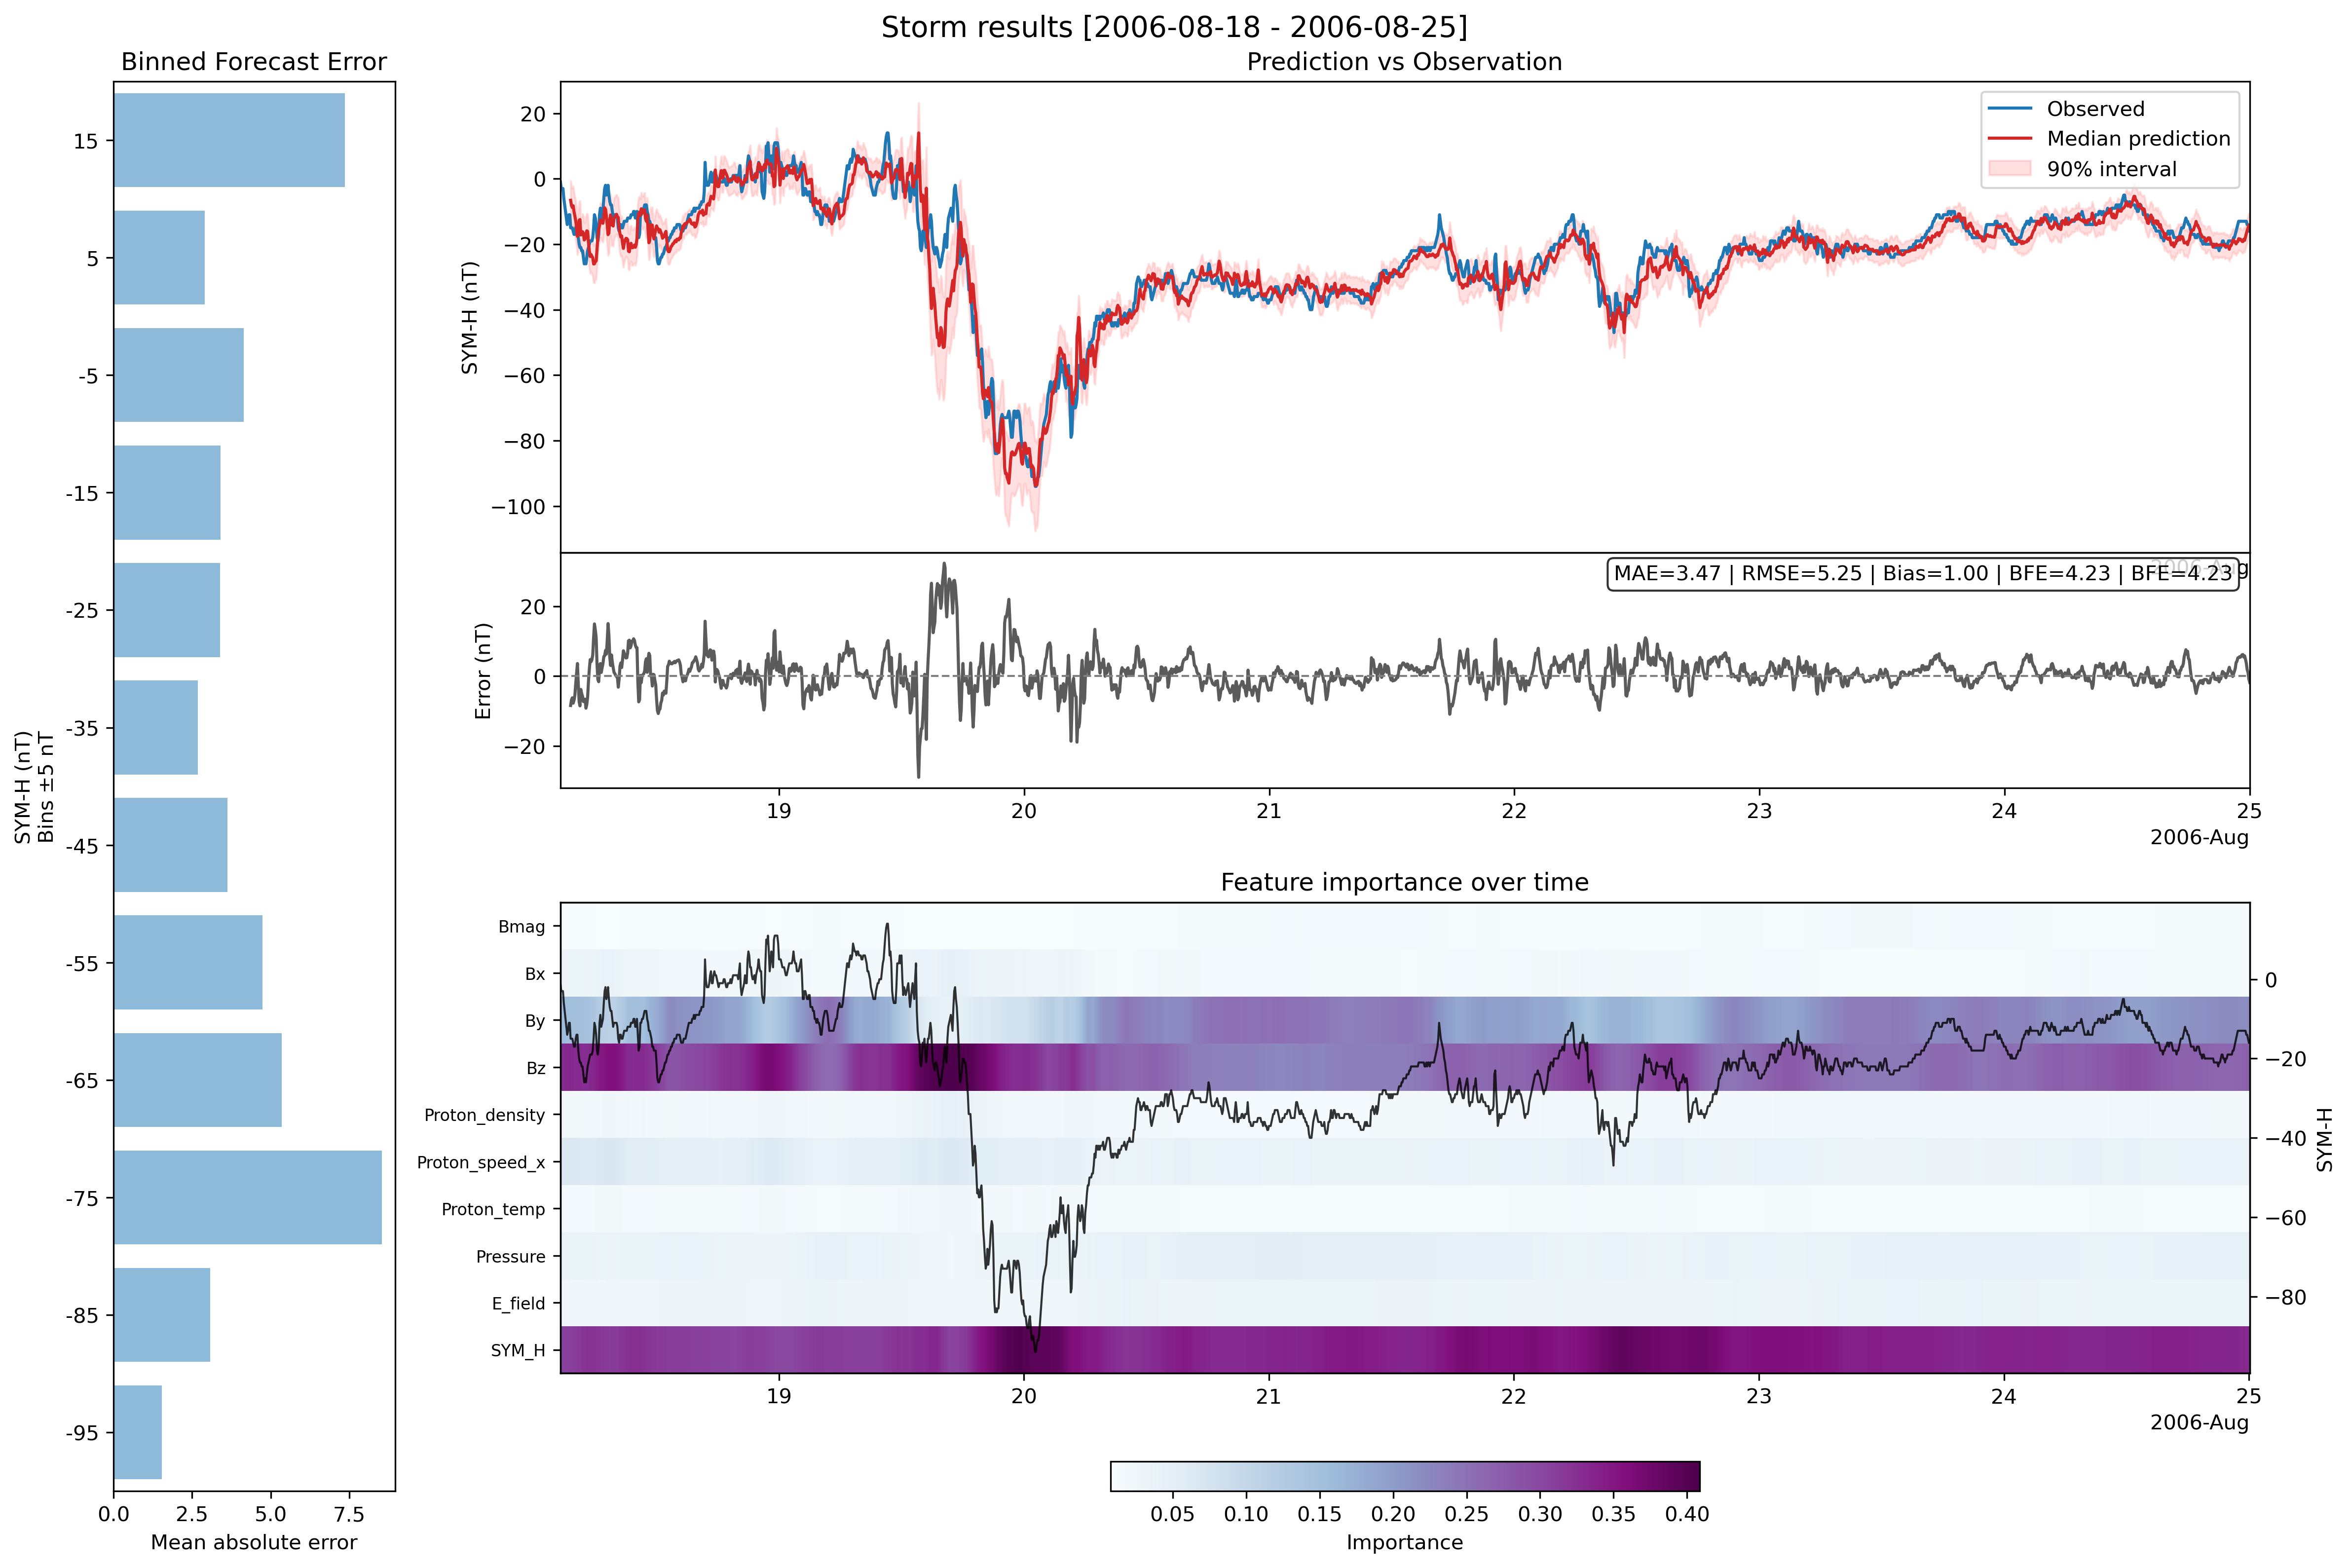 Storm results [2006-08-18 - 2006-08-25]
Binned Forecast Error
15
5
-5
-15
-25
-35
-45
-55
-65
-75
-85
-95
SYM-H (nT)
Bins ±5 nT
0.0 2.5 5.0 7.5
Mean absolute error
Prediction vs Observation
20
0
−20
−40
−60
−80
−100
SYM-H (nT)
Observed
Median prediction
90% interval
2006-Aug
MAE=3.47 | RMSE=5.25 | Bias=1.00 | BFE=4.23 | BFE=4.23
20
0
−20
Error (nT)
19 20 21 22 23 24 25
2006-Aug
Feature importance over time
Bmag
Bx
By
Bz
Proton_density
Proton_speed_x
Proton_temp
Pressure
E_field
SYM_H
0
−20
−40
−60
−80
SYM-H
19 20 21 22 23 24 25
2006-Aug
0.05 0.10 0.15 0.20 0.25 0.30 0.35 0.40
Importance